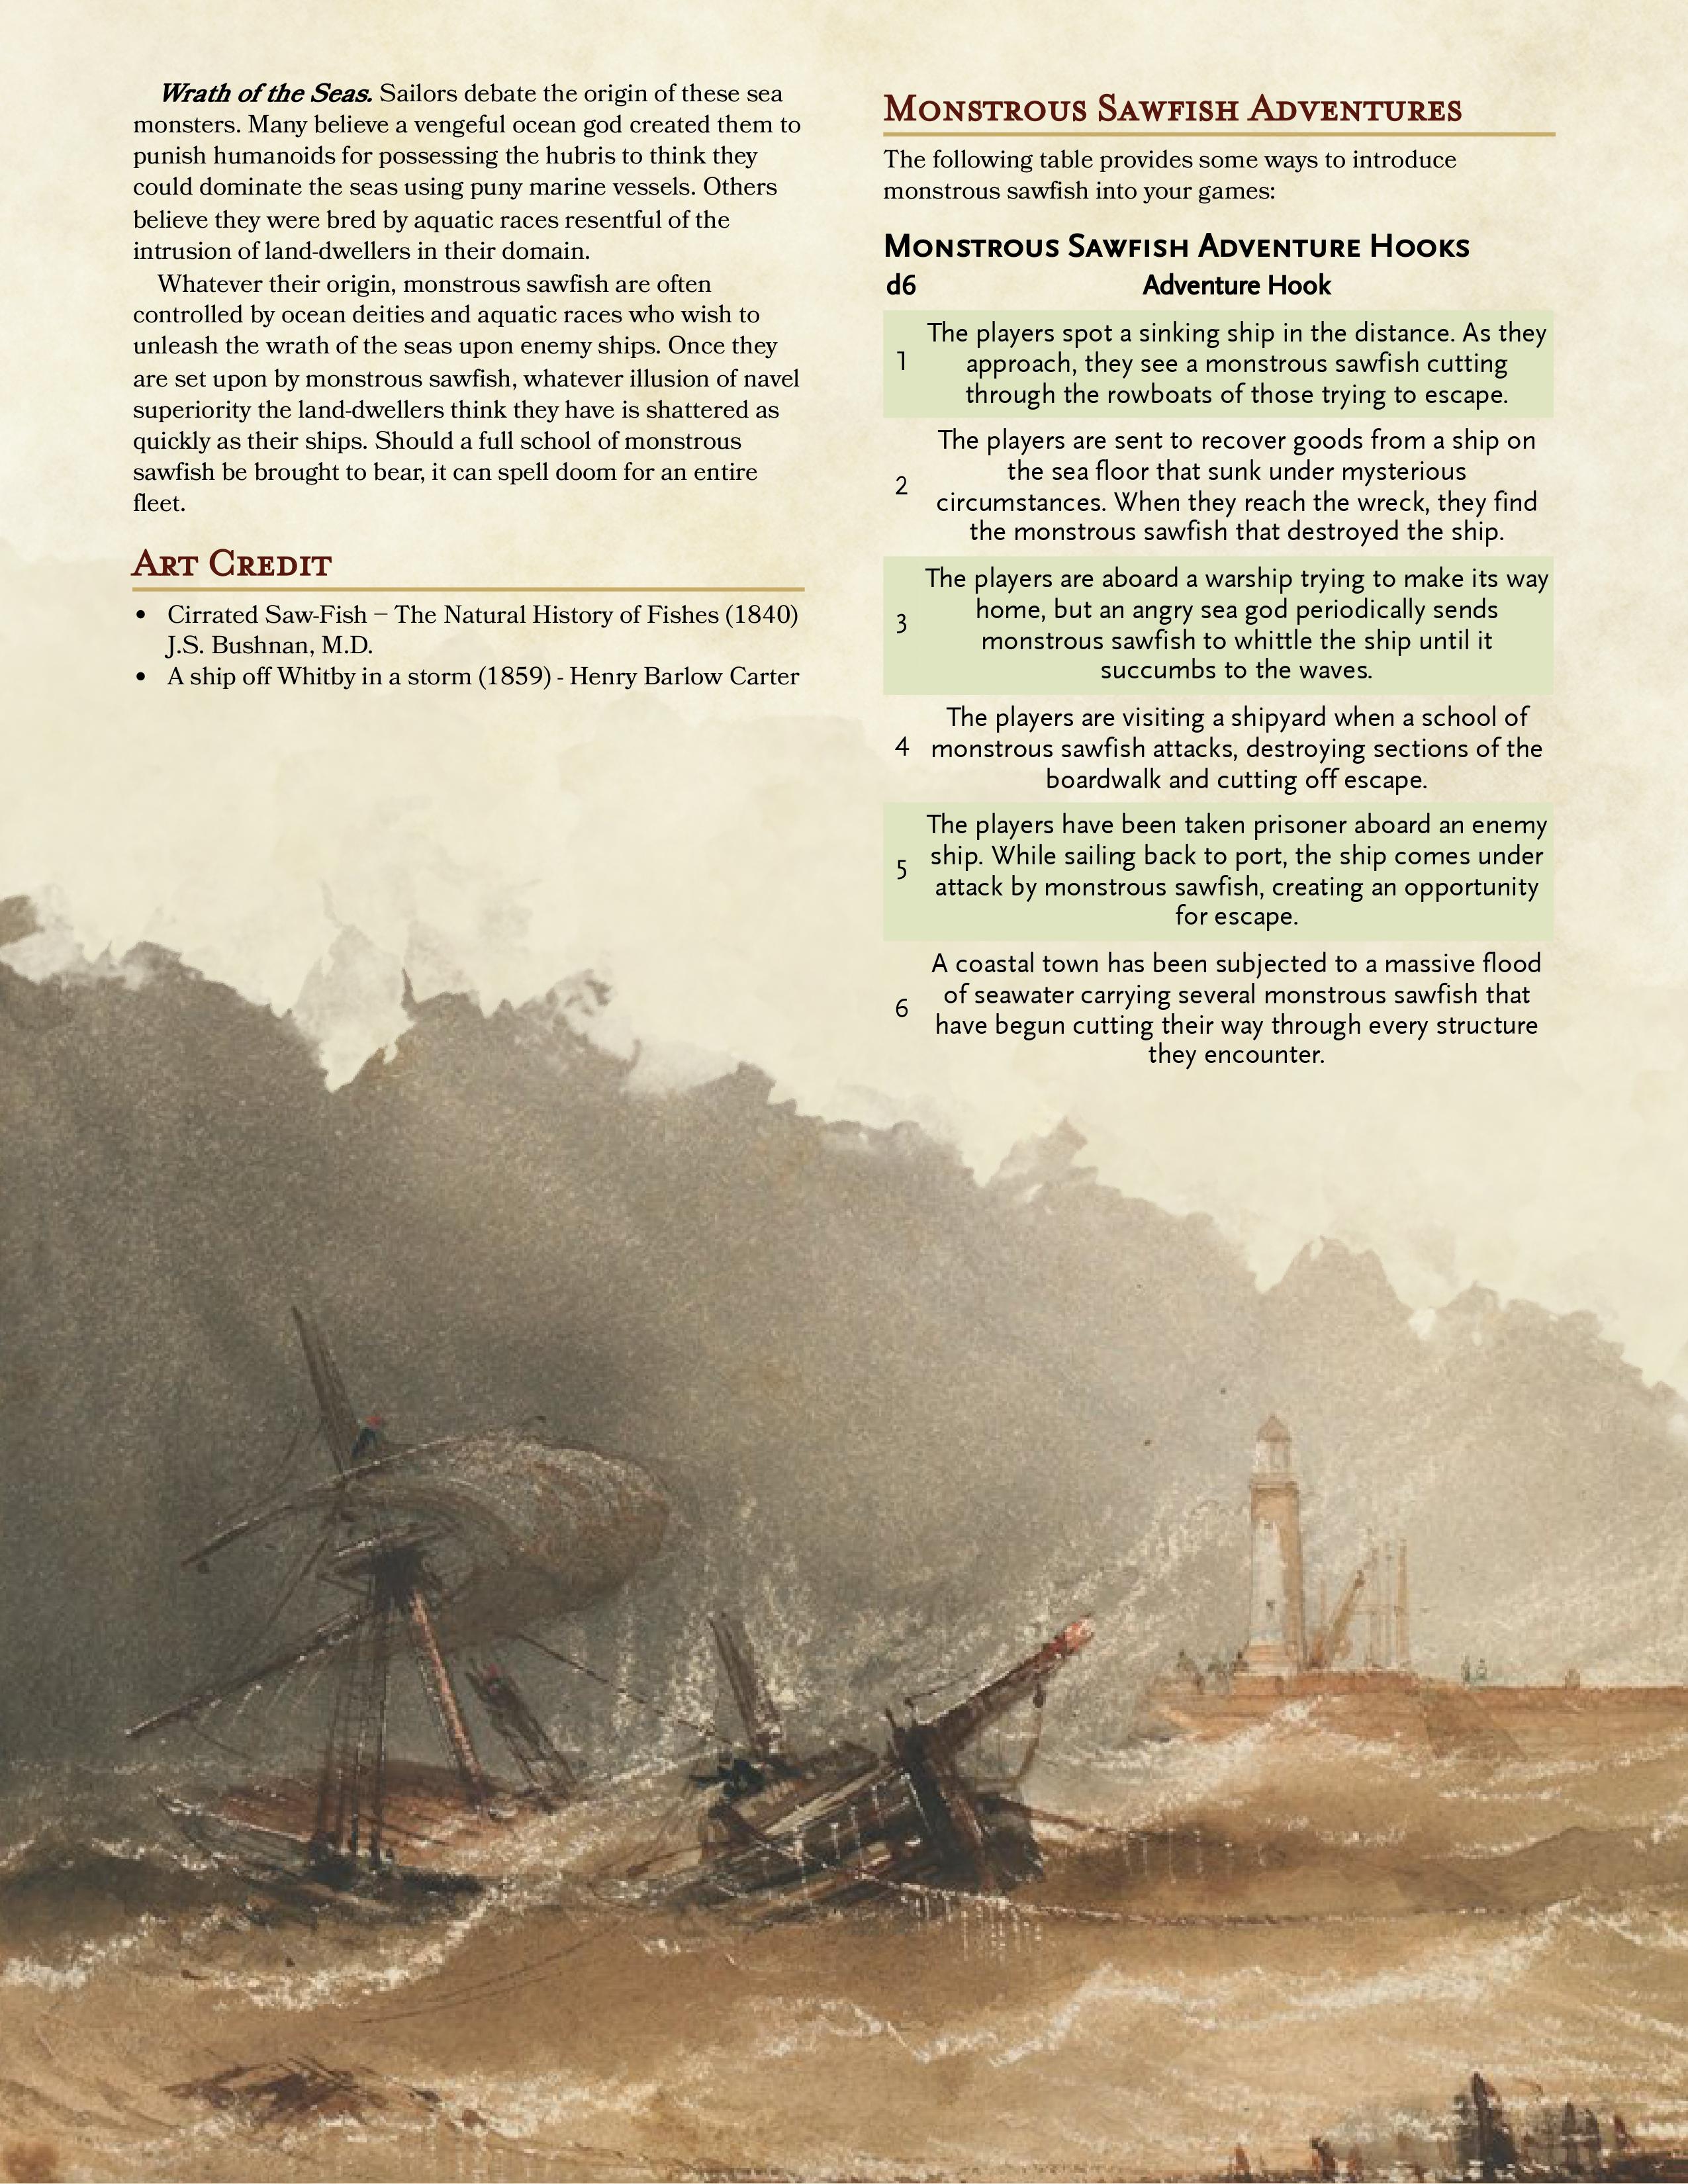 Wrath of the Seas. Sailors debate the origin of these sea
monsters. Many believe a vengeful ocean god created them to
punish humanoids for possessing the hubris to think they
could dominate the seas using puny marine vessels. Others
believe they were bred by aquatic races resentful of the
intrusion of land-dwellers in their domain.
Whatever their origin, monstrous sawfish are often
controlled by ocean deities and aquatic races who wish to
unleash the wrath of the seas upon enemy ships. Once they
are set upon by monstrous sawfish, whatever illusion of navel
superiority the land-dwellers think they have is shattered as
quickly as their ships. Should a full school of monstrous
sawfish be brought to bear, it can spell doom for an entire
fleet.
Art Credit
• Cirrated Saw-Fish – The Natural History of Fishes (1840)
J.S. Bushnan, M.D.
• A ship off Whitby in a storm (1859) - Henry Barlow Carter
Monstrous Sawfish Adventures
The following table provides some ways to introduce
monstrous sawfish into your games:
Monstrous Sawfish Adventure Hooks
d6 Adventure Hook
The players spot a sinking ship in the distance. As they
1 approach, they see a monstrous sawfish cutting
through the rowboats of those trying to escape.
The players are sent to recover goods from a ship on
the sea floor that sunk under mysterious
2 circumstances. When they reach the wreck, they find
the monstrous sawfish that destroyed the ship.
The players are aboard a warship trying to make its way
home, but an angry sea god periodically sends
3 monstrous sawfish to whittle the ship until it
succumbs to the waves.
The players are visiting a shipyard when a school of
4 monstrous sawfish attacks, destroying sections of the
boardwalk and cutting off escape.
The players have been taken prisoner aboard an enemy
ship. While sailing back to port, the ship comes under
5 attack by monstrous sawfish, creating an opportunity
for escape.
A coastal town has been subjected to a massive flood
of seawater carrying several monstrous sawfish that
6 have begun cutting their way through every structure
they encounter.